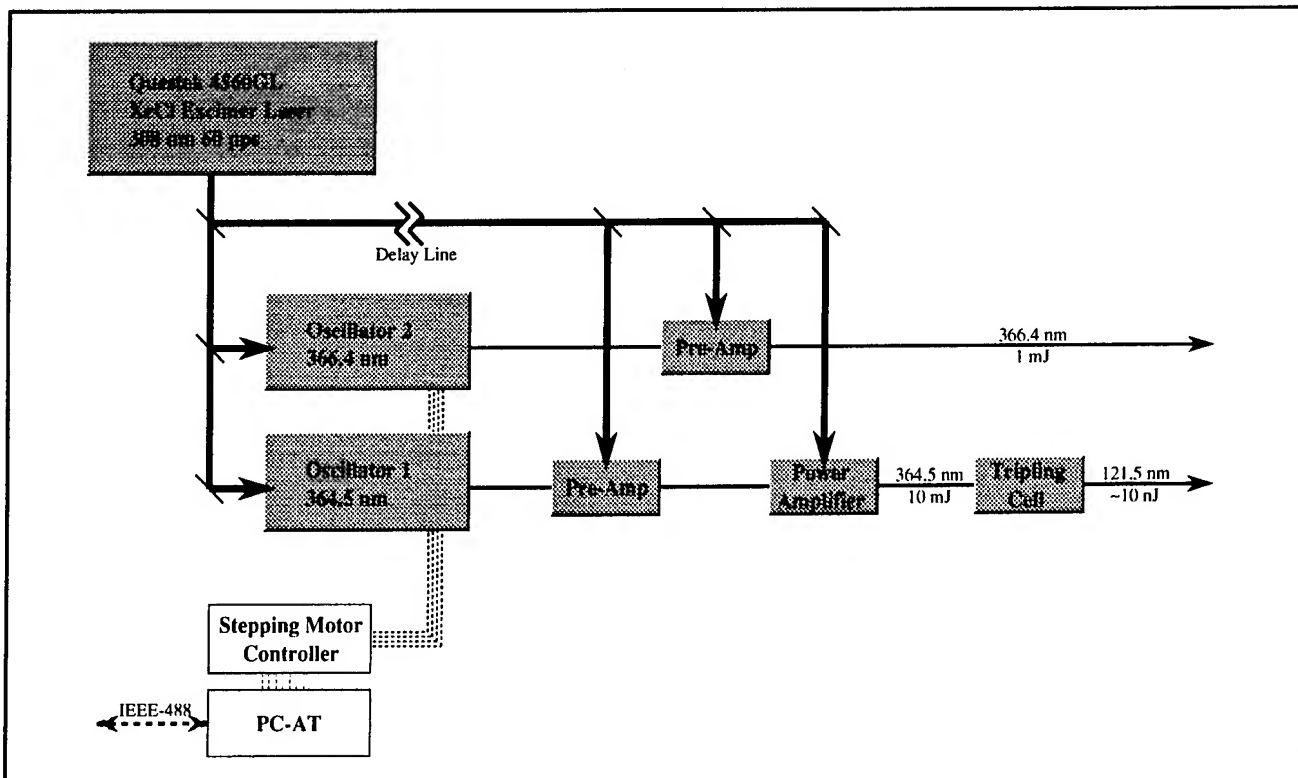 Questek 4560GL
XeCl Excimer Laser
308 nm 60 pps
Delay Line
Oscillator 2
366.4 nm
Pre-Amp
366.4 nm
1 mJ
Oscillator 1
364.5 nm
Pre-Amp
Power
Amplifier
364.5 nm
10 mJ
Tripling
Cell
121.5 nm
~10 nJ
Stepping Motor
Controller
IEEE-488
PC-AT